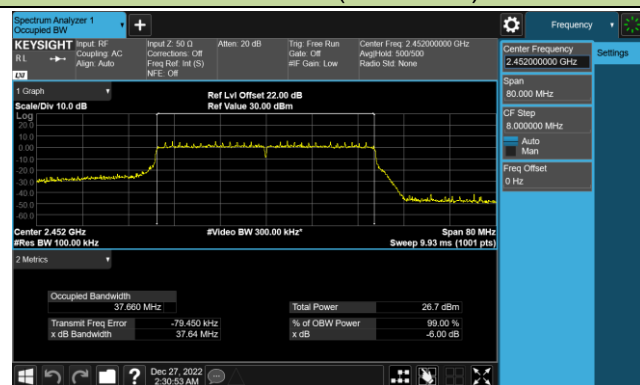 Spectrum Analyzer 1
Occupied BW
Frequency
KEYSIGHT
R L
LXI
Input: RF
Coupling: AC
Align: Auto
Input Z: 50 Ω
Corrections: Off
Freq Ref: Int (S)
NFE: Off
Atten: 20 dB
Trig: Free Run
Gate: Off
#IF Gain: Low
Center Freq: 2.452000000 GHz
Avg|Hold: 500/500
Radio Std: None
Center Frequency
2.452000000 GHz
Settings
Span
80.000 MHz
CF Step
8.000000 MHz
Auto
Man
Freq Offset
0 Hz
1 Graph
Scale/Div 10.0 dB
Ref Lvl Offset 22.00 dB
Ref Value 30.00 dBm
Log
20.0
10.0
0.00
-10.0
-20.0
-30.0
-40.0
-50.0
-60.0
Center 2.452 GHz
#Res BW 100.00 kHz
#Video BW 300.00 kHz*
Span 80 MHz
Sweep 9.93 ms (1001 pts)
2 Metrics
Occupied Bandwidth
37.660 MHz
Total Power 26.7 dBm
Transmit Freq Error -79.450 kHz
% of OBW Power 99.00 %
x dB Bandwidth 37.64 MHz
x dB -6.00 dB
?
Dec 27, 2022
2:30:53 AM